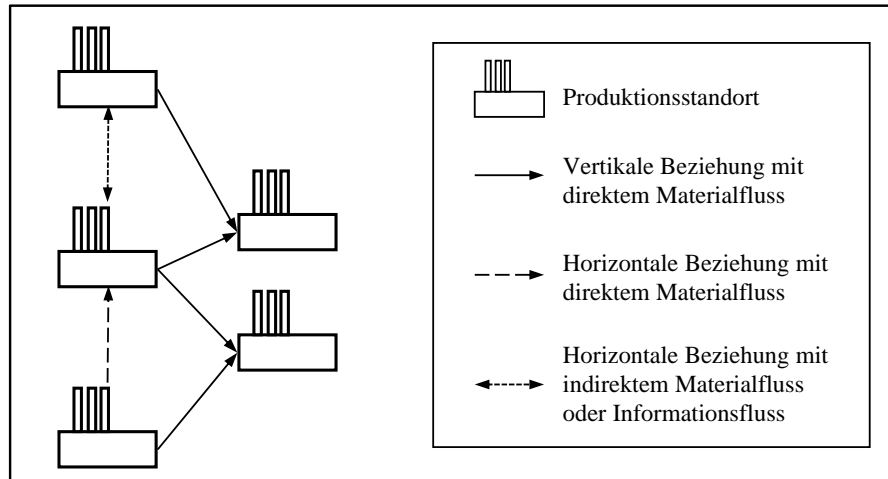 Produktionsstandort
Vertikale Beziehung mit
direktem Materialfluss
Horizontale Beziehung mit
direktem Materialfluss
Horizontale Beziehung mit
indirektem Materialfluss
oder Informationsfluss